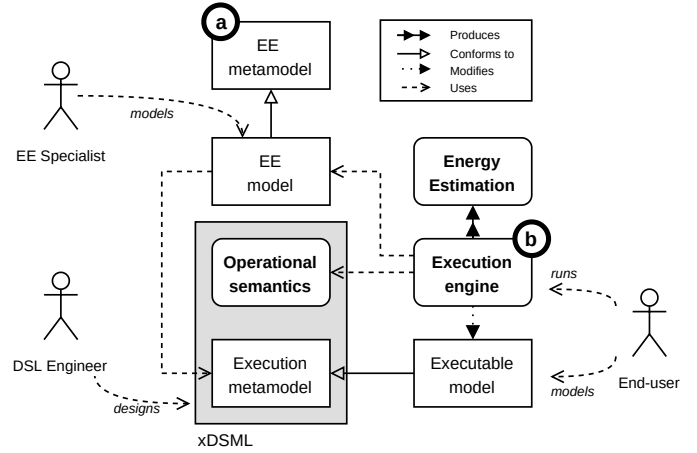 a
EE
metamodel
Produces
Conforms to
Modifies
Uses
models
EE Specialist
EE
model
Energy
Estimation
b
Operational
semantics
Execution
engine
runs
DSL Engineer
Execution
metamodel
Executable
model
End-user
models
designs
xDSML